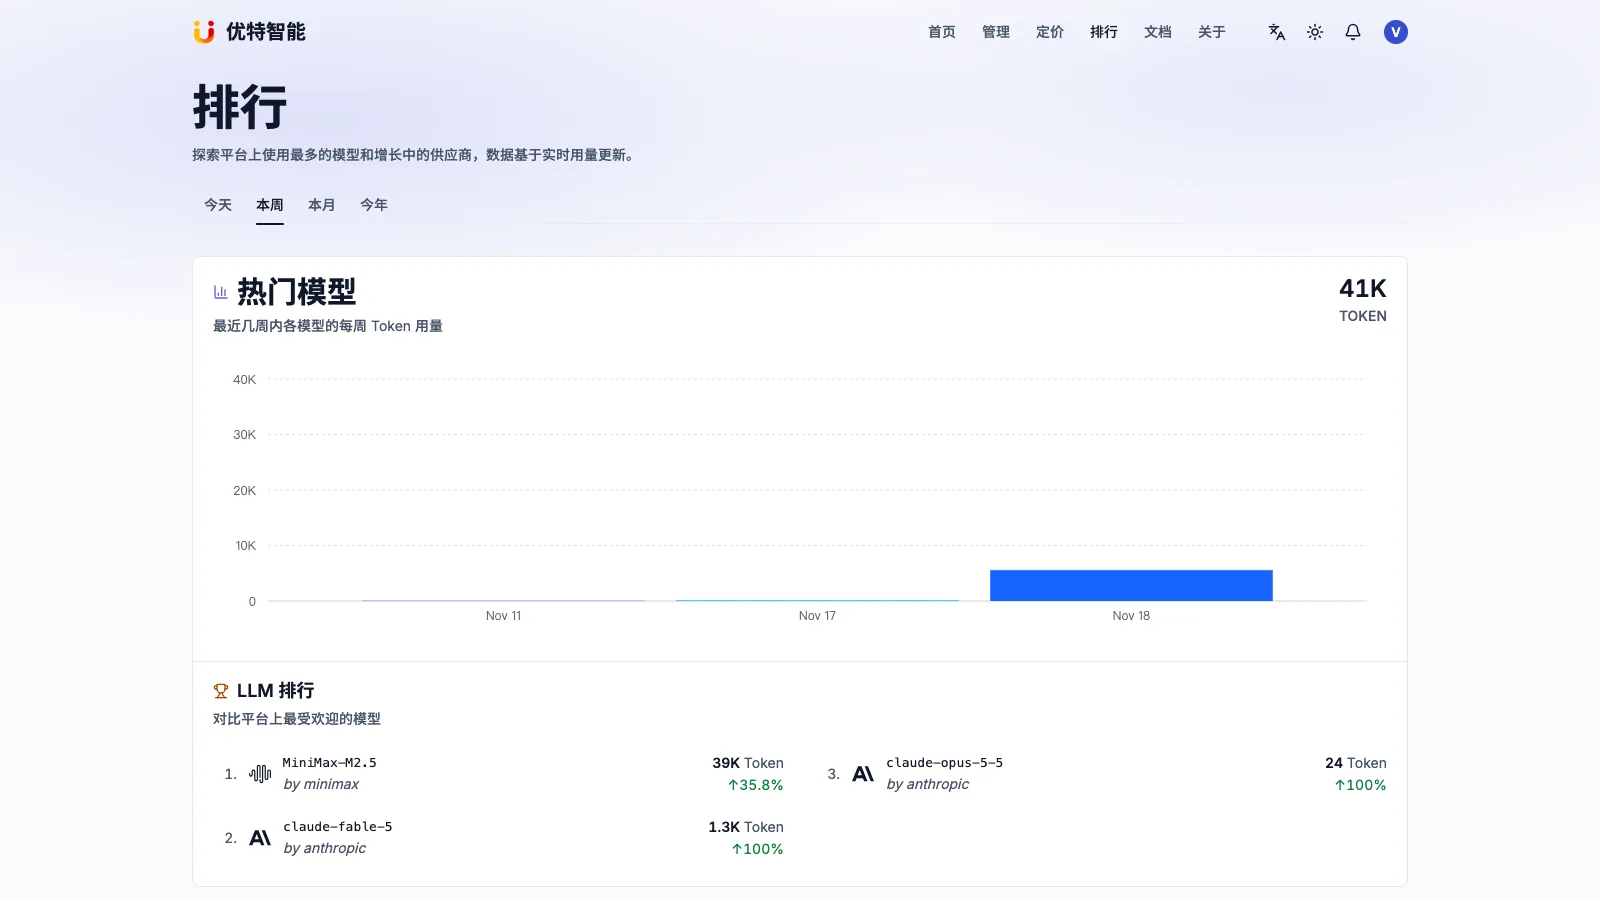 优特智能
首页 管理 定价 排行 文档 关于
V
排行
探索平台上使用最多的模型和增长中的供应商，数据基于实时用量更新。
今天 本周 本月 今年
热门模型
41K
最近几周内各模型的每周 Token 用量
TOKEN
40K
30K
20K
10K
0
Nov 11 Nov 17 Nov 18
LLM 排行
对比平台上最受欢迎的模型
1. MiniMax-M2.5 39K Token
by minimax ↑35.8%
2. claude-fable-5 1.3K Token
by anthropic ↑100%
3. claude-opus-5-5 24 Token
by anthropic ↑100%